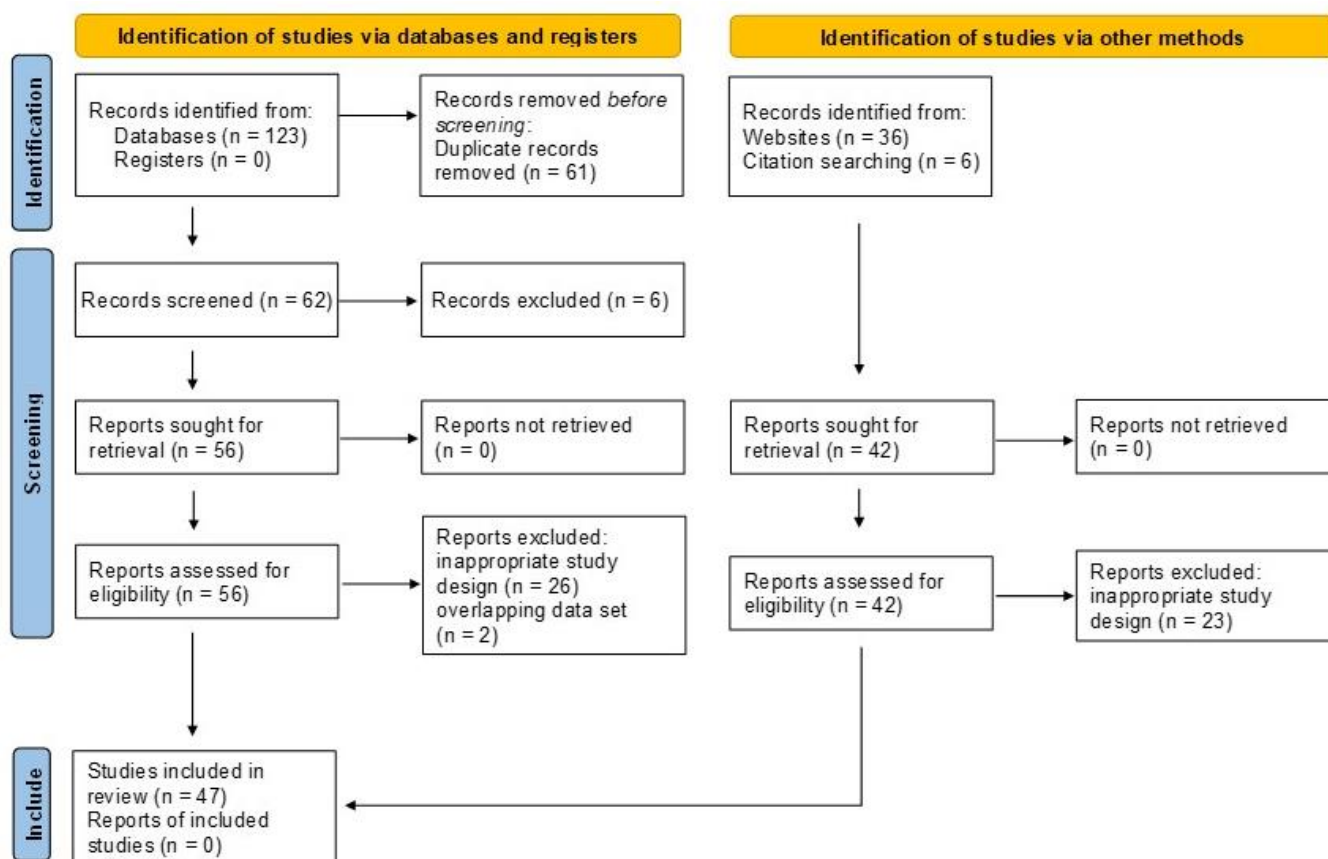 Identification of studies via databases and registers
Identification of studies via other methods
Identification
Records identified from:
Databases (n = 123)
Registers (n = 0)
Records removed before
screening:
Duplicate records
removed (n = 61)
Records identified from:
Websites (n = 36)
Citation searching (n = 6)
Screening
Records screened (n = 62)
Records excluded (n = 6)
Reports sought for
retrieval (n = 56)
Reports not retrieved
(n = 0)
Reports sought for
retrieval (n = 42)
Reports not retrieved
(n = 0)
Reports assessed for
eligibility (n = 56)
Reports excluded:
inappropriate study
design (n = 26)
overlapping data set
(n = 2)
Reports assessed for
eligibility (n = 42)
Reports excluded:
inappropriate study
design (n = 23)
Include
Studies included in
review (n = 47)
Reports of included
studies (n = 0)